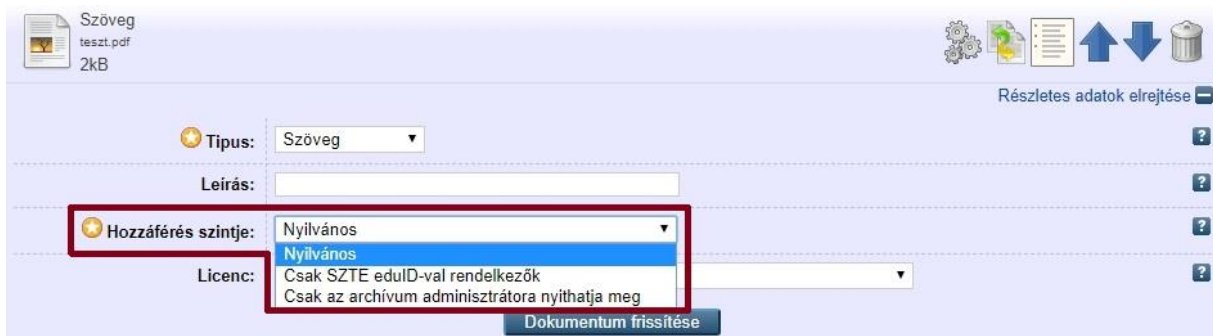 Szöveg
teszt.pdf
2kB
Részletes adatok elrejtése
Tipus: Szöveg
Leírás:
Hozzáférés szintje: Nyilvános
Nyilvános
Licenc: Csak SZTE eduID-val rendelkezők
Csak az archívum adminisztrátora nyithatja meg
Dokumentum frissítése